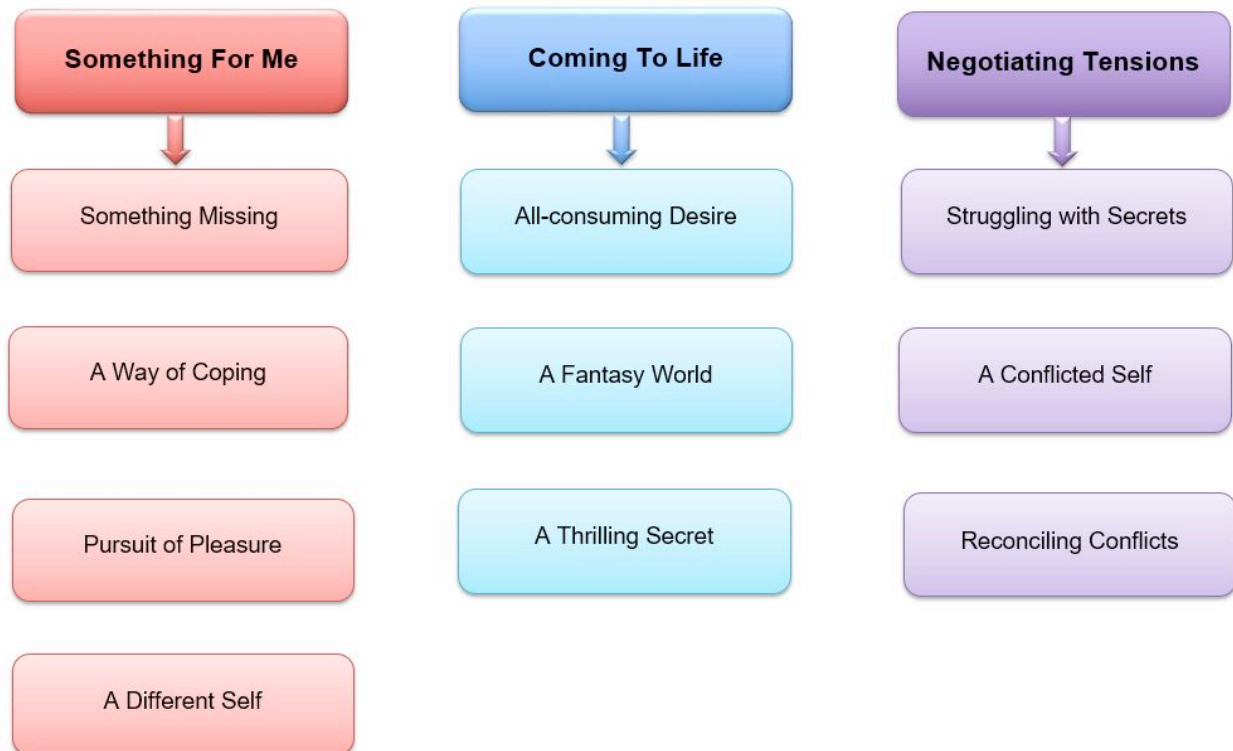 Something For Me
Something Missing
A Way of Coping
Pursuit of Pleasure
A Different Self
Coming To Life
All-consuming Desire
A Fantasy World
A Thrilling Secret
Negotiating Tensions
Struggling with Secrets
A Conflicted Self
Reconciling Conflicts